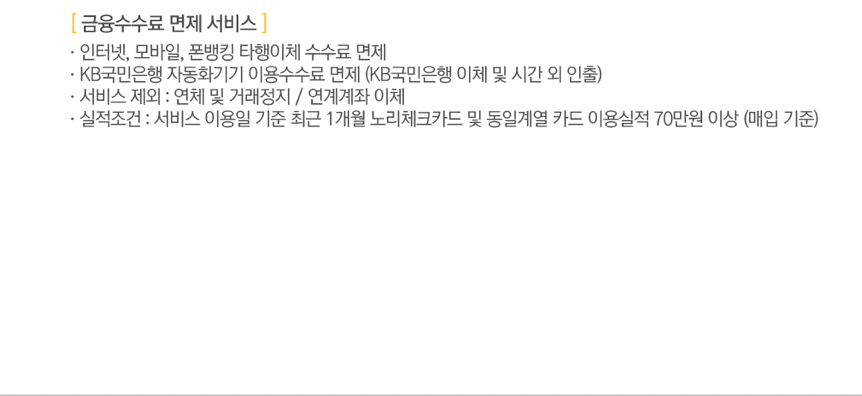 [ 금융수수료 면제 서비스 ]
· 인터넷, 모바일, 폰뱅킹 타행이체 수수료 면제
· KB국민은행 자동화기기 이용수수료 면제 (KB국민은행 이체 및 시간 외 인출)
· 서비스 제외 : 연체 및 거래정지 / 연계계좌 이체
· 실적조건 : 서비스 이용일 기준 최근 1개월 노리체크카드 및 동일계열 카드 이용실적 70만원 이상 (매입 기준)